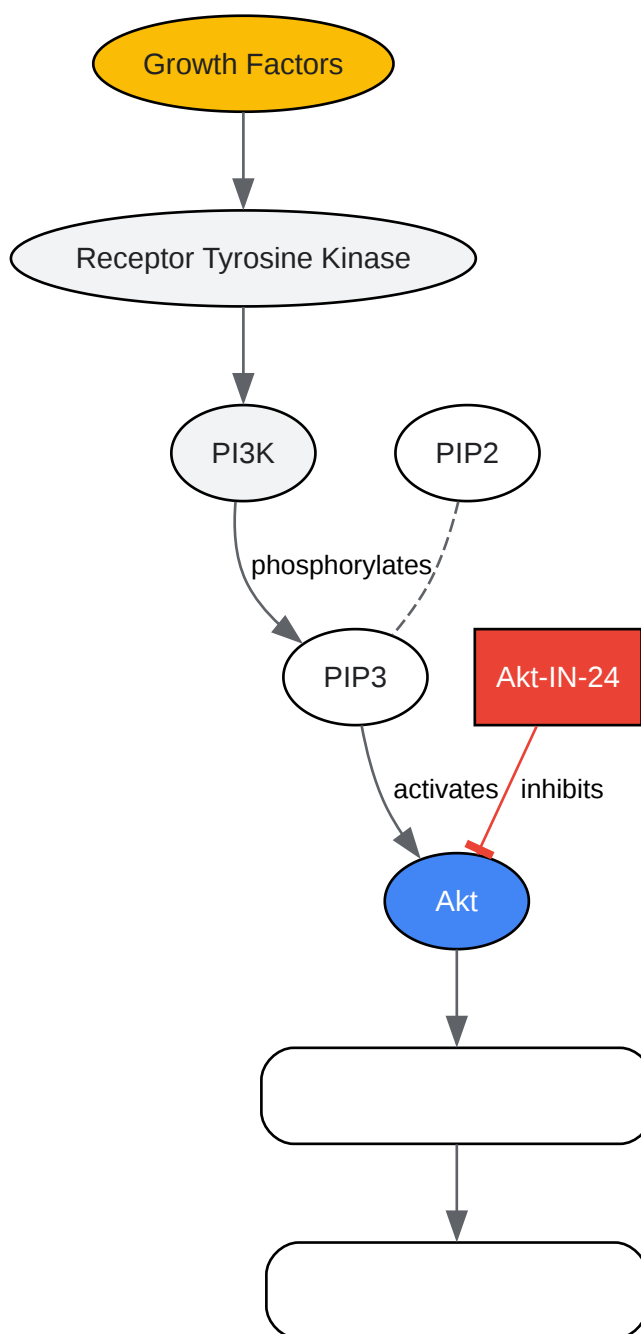 Growth Factors
Receptor Tyrosine Kinase
PI3K
PIP2
phosphorylates
PIP3
Akt-IN-24
activates
inhibits
Akt